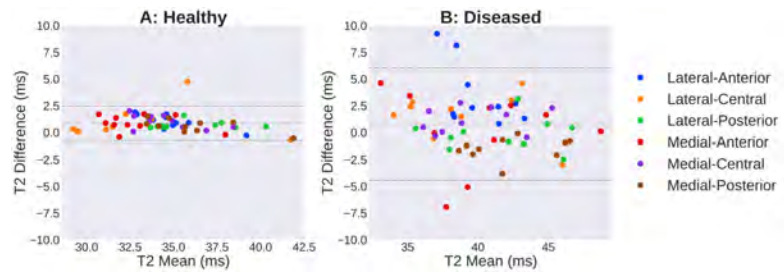 A: Healthy
B: Diseased
T2 Difference (ms)
10.0
7.5
5.0
2.5
0.0
−2.5
−5.0
−7.5
−10.0
30.0 32.5 35.0 37.5 40.0 42.5
T2 Mean (ms)
T2 Difference (ms)
10.0
7.5
5.0
2.5
0.0
−2.5
−5.0
−7.5
−10.0
35 40 45
T2 Mean (ms)
Lateral-Anterior
Lateral-Central
Lateral-Posterior
Medial-Anterior
Medial-Central
Medial-Posterior